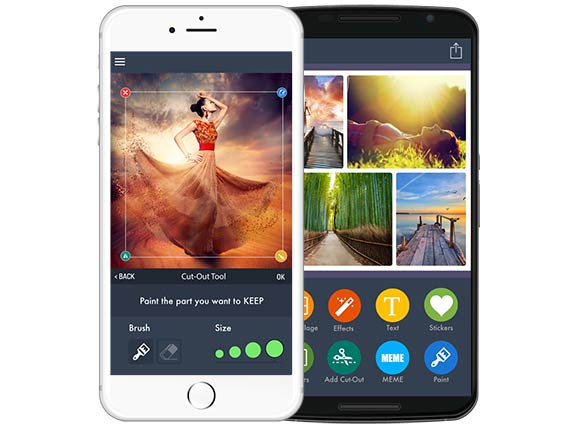 < BACK
Cut-Out Tool
OK
Paint the part you want to KEEP
Brush
Size
Effects
T
Text
Stickers
Add Cut-Out
MEME
MEME
Paint